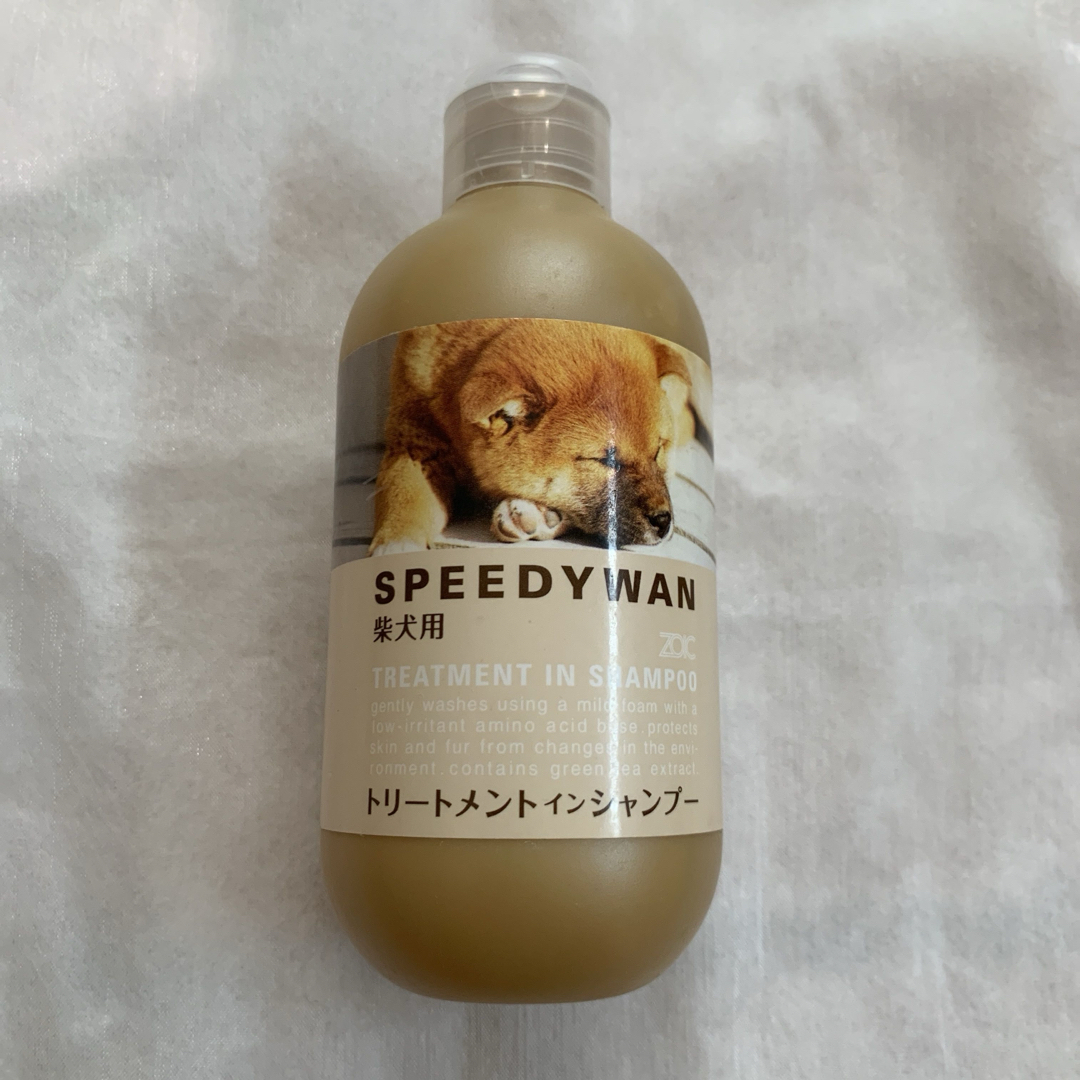 SPEEDYWAN
柴犬用
ZOIC
TREATMENT IN SHAMPOO
gently washes using a mild foam with a
low-irritant amino acid base.protects
skin and fur from changes in the envi-
ronment.contains green tea extract.
トリートメントインシャンプー